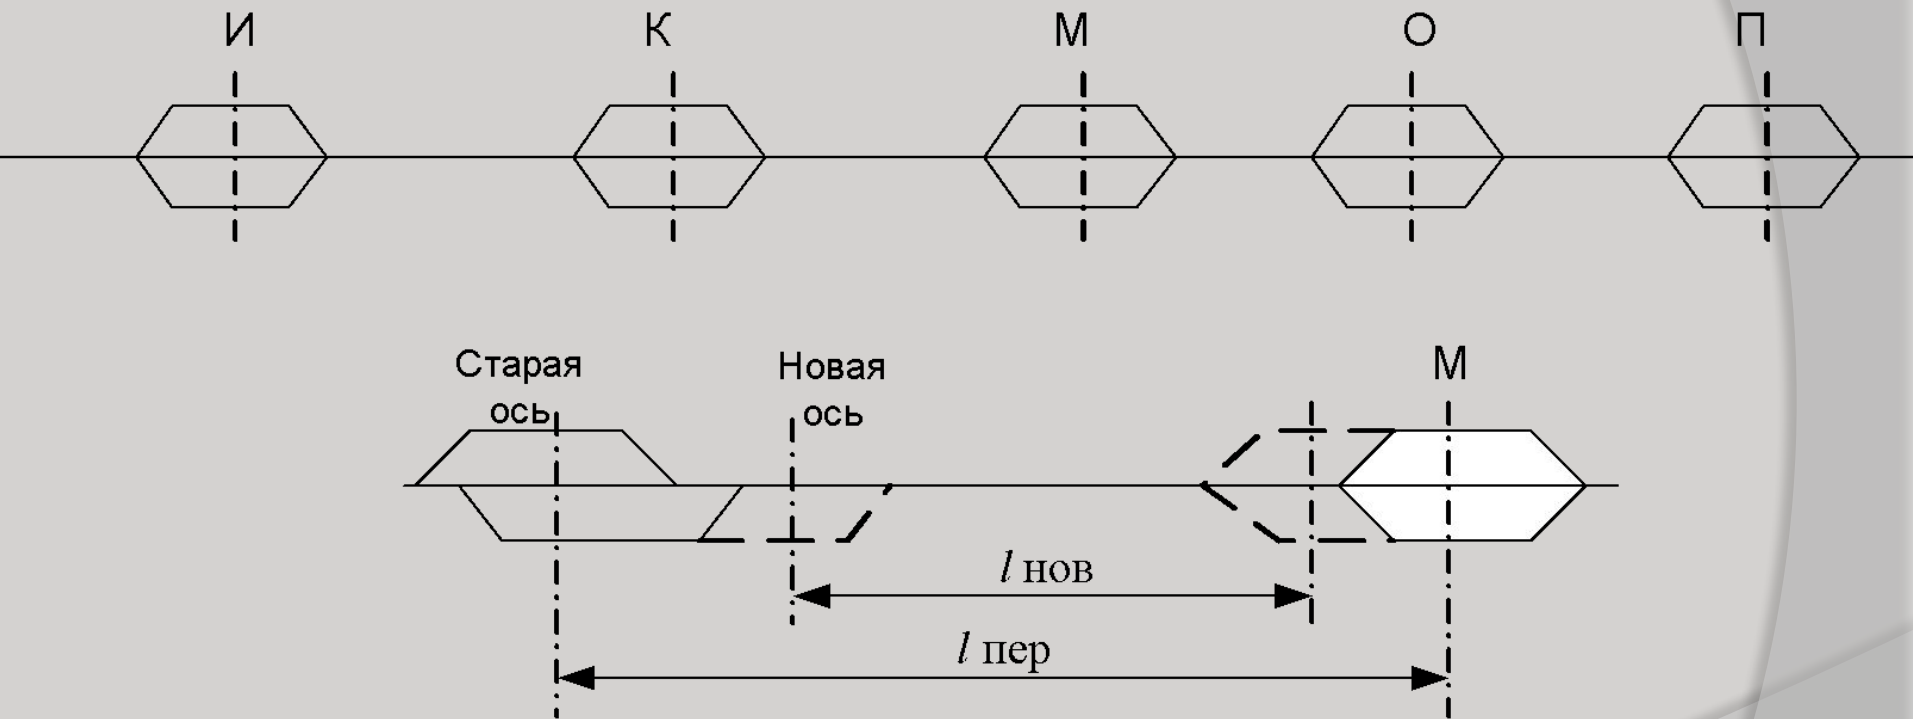 И К М О П
Старая
ось
Новая
ось
М
l нов
l пер